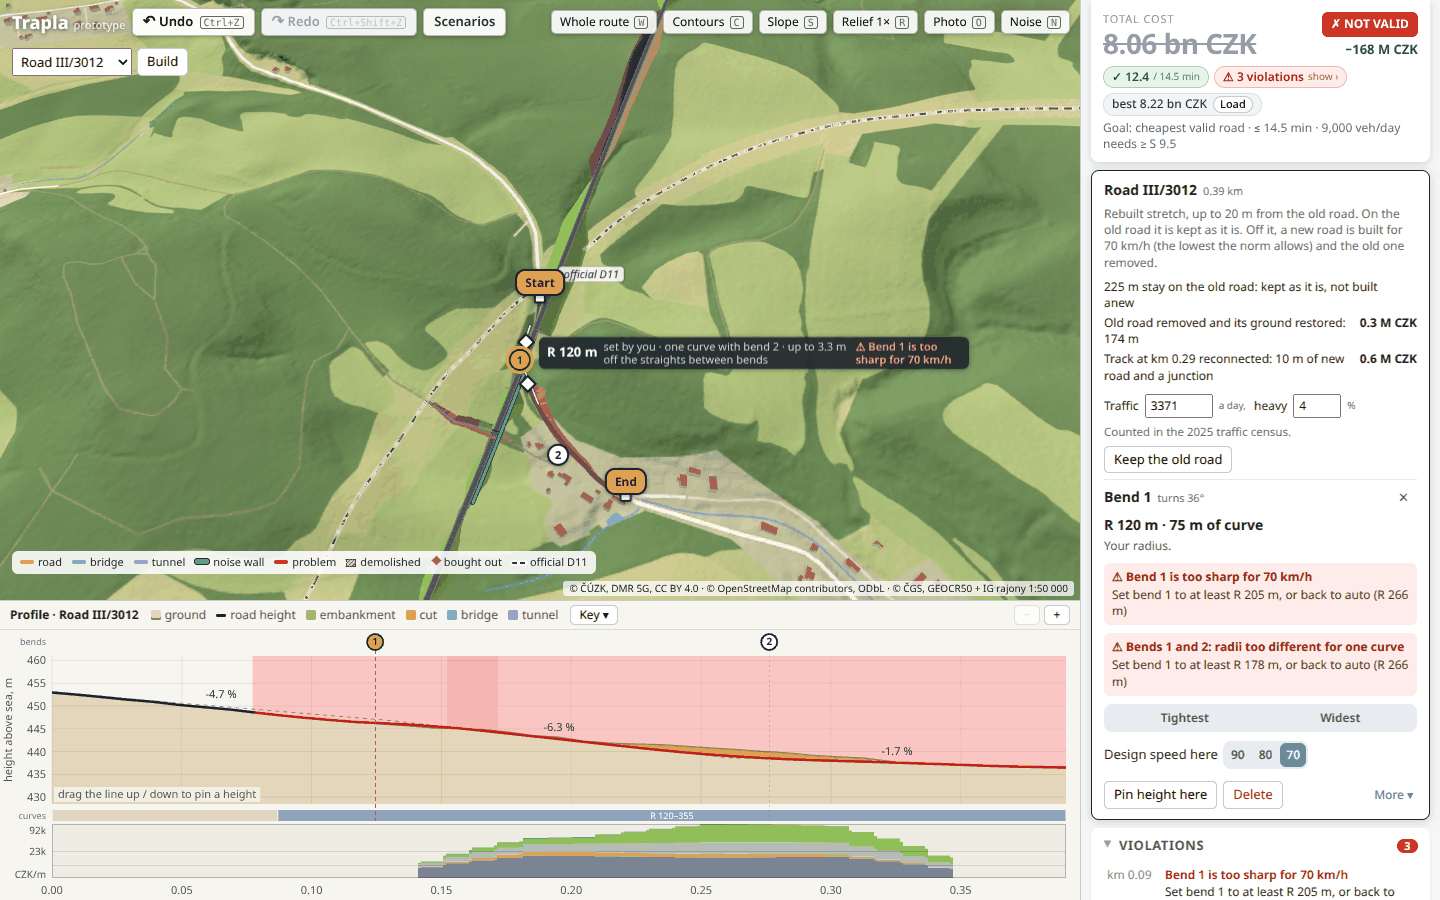 Trapla prototype
↶ Undo Ctrl+Z
↷ Redo Ctrl+Shift+Z
Scenarios
Whole route W
Contours C
Slope S
Relief 1× R
Photo O
Noise N
Road III/3012
Build
official D11
Start
1
R 120 m
set by you · one curve with bend 2 · up to 3.3 m
off the straights between bends
⚠ Bend 1 is too
sharp for 70 km/h
2
End
road bridge tunnel noise wall problem demolished bought out official D11
© ČÚZK, DMR 5G, CC BY 4.0 · © OpenStreetMap contributors, ODbL · © ČGS, GEOCR50 + IG rajony 1:50 000
Profile · Road III/3012 ground road height embankment cut bridge tunnel Key ▾ − +
bends 1 2
height above sea, m
460
455
450
445
440
435
430
-4.7 %
-6.3 %
-1.7 %
drag the line up / down to pin a height
curves R 120–355
92k
23k
CZK/m
0.00 0.05 0.10 0.15 0.20 0.25 0.30 0.35
TOTAL COST
✗ NOT VALID
8.06 bn CZK
−168 M CZK
✓ 12.4 / 14.5 min
⚠ 3 violations show ›
best 8.22 bn CZK Load
Goal: cheapest valid road · ≤ 14.5 min · 9,000 veh/day
needs ≥ S 9.5
Road III/3012 0.39 km
Rebuilt stretch, up to 20 m from the old road. On the
old road it is kept as it is. Off it, a new road is built for
70 km/h (the lowest the norm allows) and the old one
removed.
225 m stay on the old road: kept as it is, not built
anew
Old road removed and its ground restored: 0.3 M CZK
174 m
Track at km 0.29 reconnected: 10 m of new 0.6 M CZK
road and a junction
Traffic 3371 a day, heavy 4 %
Counted in the 2025 traffic census.
Keep the old road
Bend 1 turns 36° ×
R 120 m · 75 m of curve
Your radius.
⚠ Bend 1 is too sharp for 70 km/h
Set bend 1 to at least R 205 m, or back to auto (R 266
m)
⚠ Bends 1 and 2: radii too different for one curve
Set bend 1 to at least R 178 m, or back to auto (R 266
m)
Tightest Widest
Design speed here 90 80 70
Pin height here Delete More ▾
▼ VIOLATIONS 3
km 0.09 Bend 1 is too sharp for 70 km/h
Set bend 1 to at least R 205 m, or back to